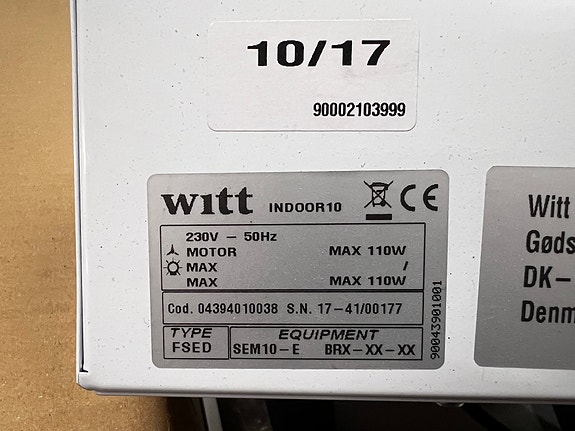 10/17
90002103999
Witt INDOOR10 CE
230V - 50Hz
MOTOR MAX 110W
MAX /
MAX MAX 110W
Cod. 04394010038 S.N. 17-41/00177
TYPE EQUIPMENT
FSED SEM10-E BRX-XX-XX
90043901001
Witt
Gøds
DK-
Denm